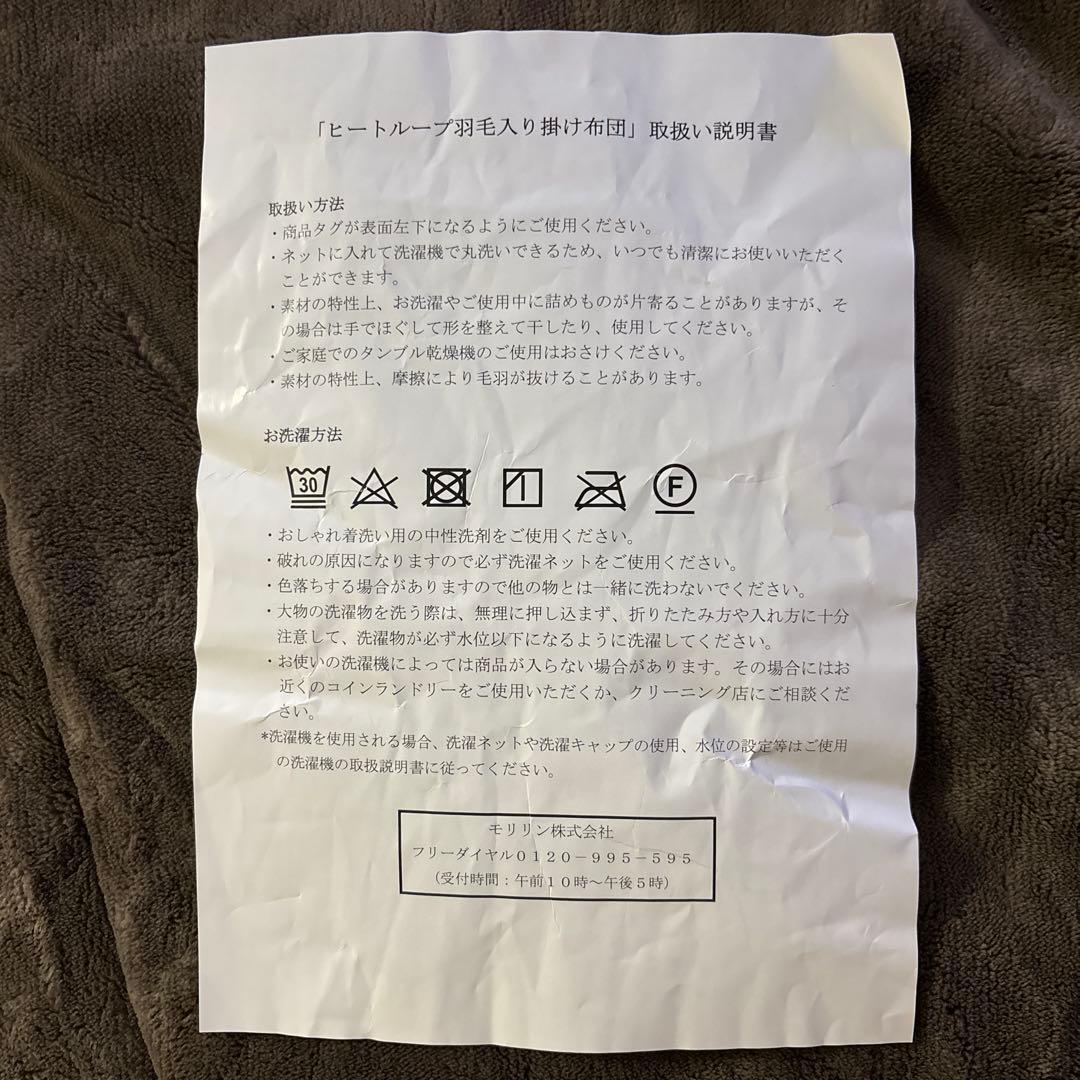 「ヒートループ羽毛入り掛け布団」取扱い説明書
取扱い方法
・商品タグが表面左下になるようにご使用ください。
・ネットに入れて洗濯機で丸洗いできるため、いつでも清潔にお使いいただく
ことができます。
・素材の特性上、お洗濯やご使用中に詰めものが片寄ることがありますが、そ
の場合は手でほぐして形を整えて干したり、使用してください。
・ご家庭でのタンブル乾燥機のご使用はおさけください。
・素材の特性上、摩擦により毛羽が抜けることがあります。
お洗濯方法
30 F
・おしゃれ着洗い用の中性洗剤をご使用ください。
・破れの原因になりますので必ず洗濯ネットをご使用ください。
・色落ちする場合がありますので他の物とは一緒に洗わないでください。
・大物の洗濯物を洗う際は、無理に押し込まず、折りたたみ方や入れ方に十分
注意して、洗濯物が必ず水位以下になるように洗濯してください。
・お使いの洗濯機によっては商品が入らない場合があります。その場合にはお
近くのコインランドリーをご使用いただくか、クリーニング店にご相談くだ
さい。
*洗濯機を使用される場合、洗濯ネットや洗濯キャップの使用、水位の設定等はご使用
の洗濯機の取扱説明書に従ってください。
モリリン株式会社
フリーダイヤル０１２０－９９５－５９５
（受付時間：午前１０時～午後５時）